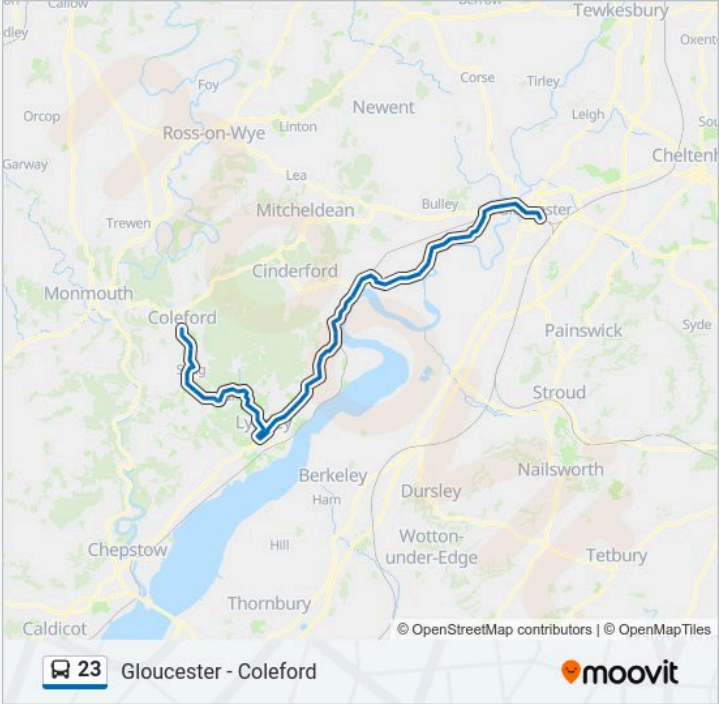 Callow
Tewkesbury
Foy
Corse
Tirley
Newent
Orcop
Ross-on-Wye
Linton
Leigh
Garway
Lea
Bulley
Mitcheldean
Trewen
Cinderford
Monmouth
Coleford
Painswick
Syde
Stroud
Berkeley
Nailsworth
Ham
Dursley
Hill
Wotton-
under-Edge
Chepstow
Tetbury
Thornbury
Caldicot
© OpenStreetMap contributors | © OpenMapTiles
23 Gloucester - Coleford
moovit